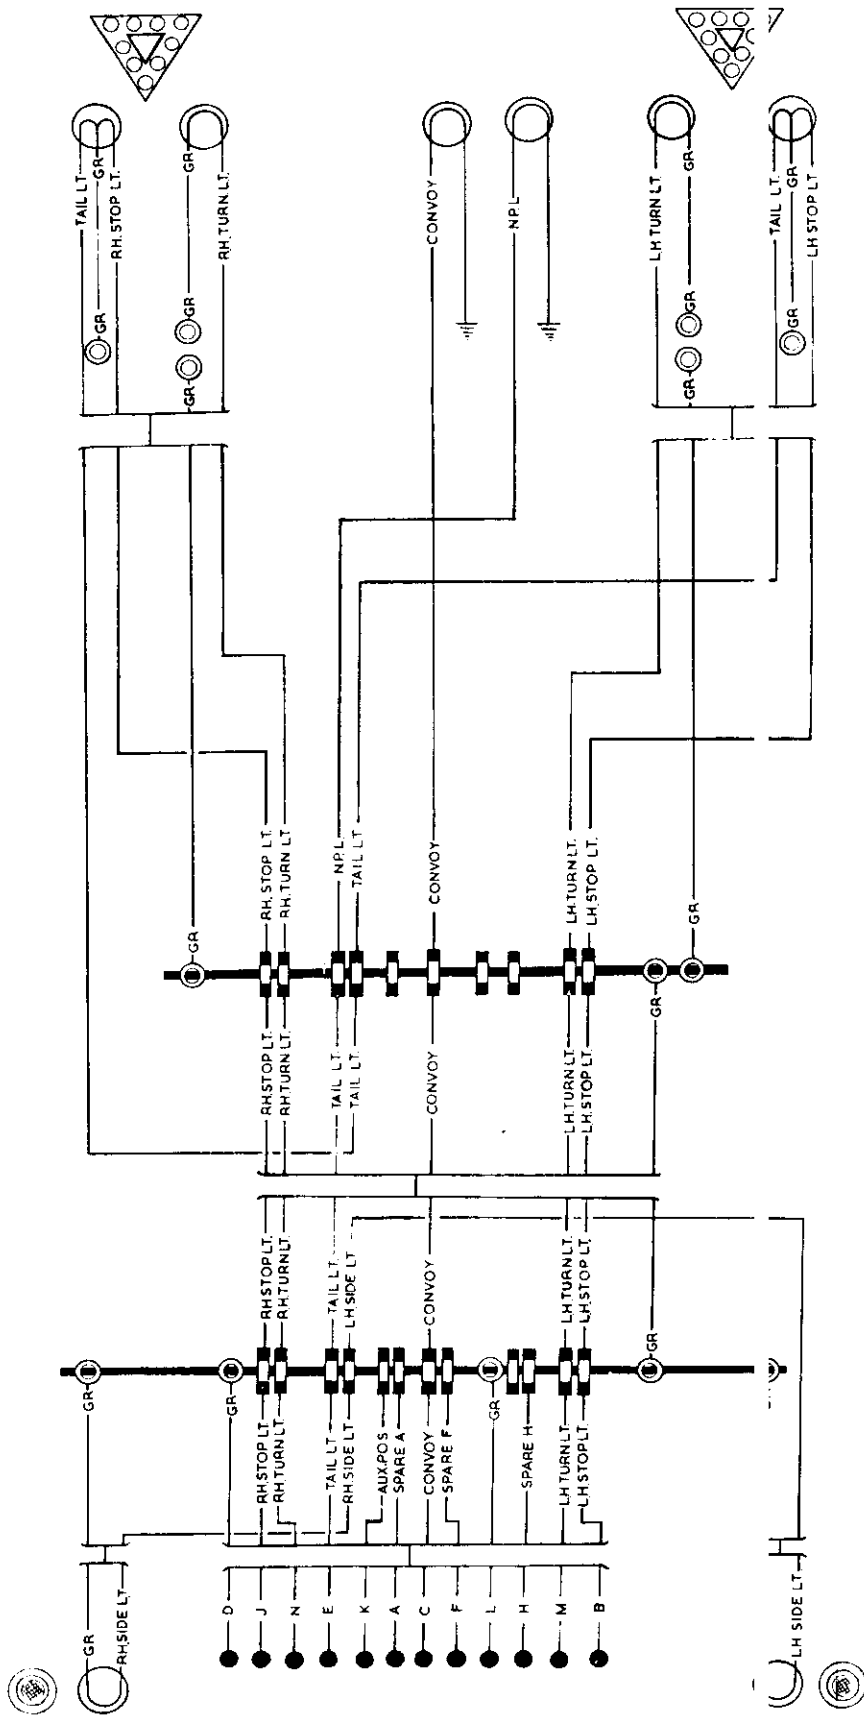 TAIL LT.
GR
RH.STOP LT.
GR
RH.TURN LT.
CONVOY
N.P.L
LH TURN LT.
GR
TAIL LT.
GR
LH STOP LT.
GR
GR
GR
GR
GR
GR
RH.STOP LT.
RH.TURN LT
N.P.L.
TAIL LT
CONVOY
LH.TURN LT.
LH.STOP LT.
GR
GR
RH.STOP LT.
RH.TURN LT.
TAIL LT.
TAIL LT.
CONVOY
LH.TURN LT.
LH.STOP LT.
GR
RH STOP LT.
RH.TURN LT.
TAIL LT.
LH.SIDE LT
CONVOY
LH TURN LT.
LH.STOP LT.
GR
GR
GR
RH.STOP LT
RH.TURN LT.
TAIL LT.
RH.SIDE LT
AUX.POS
SPARE A
CONVOY
SPARE F
GR
SPARE H
LH TURN LT
LH.STOP LT.
GR
RH.SIDE LT
D
J
N
E
K
A
C
F
L
H
M
B
LH SIDE LT